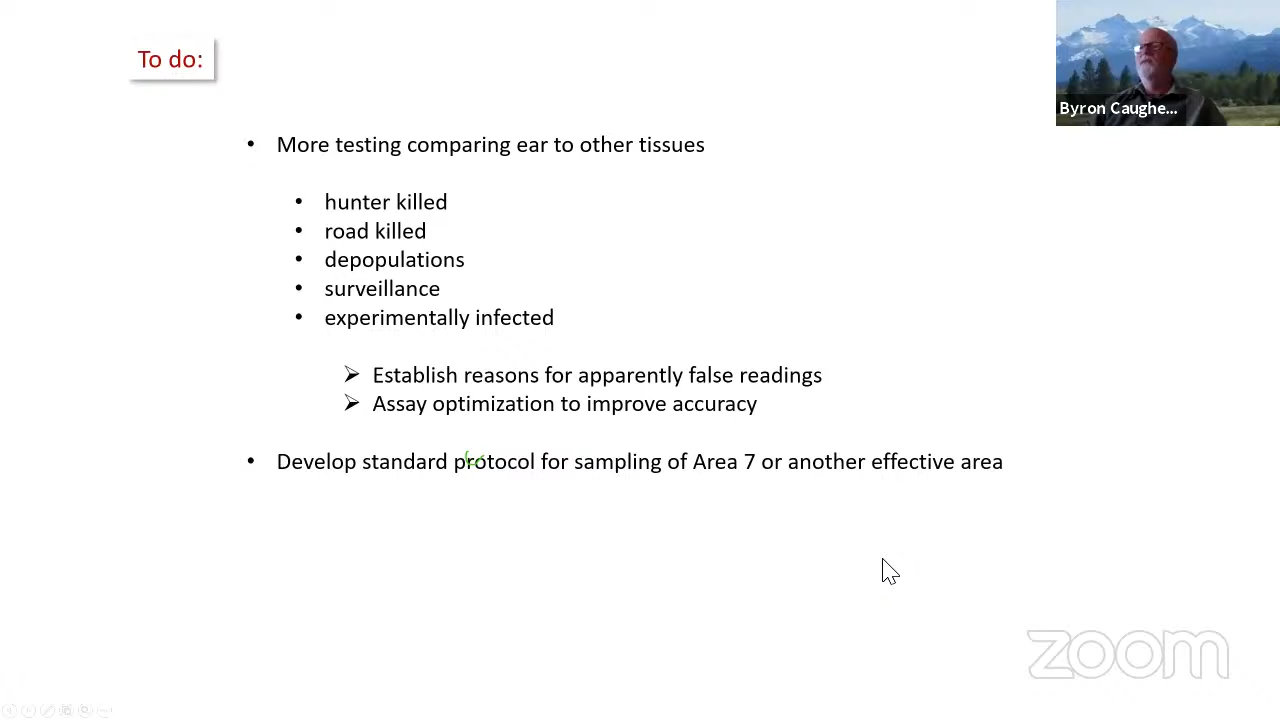 To do:
Byron Caughe...
• More testing comparing ear to other tissues
• hunter killed
• road killed
• depopulations
• surveillance
• experimentally infected
➢ Establish reasons for apparently false readings
➢ Assay optimization to improve accuracy
• Develop standard protocol for sampling of Area 7 or another effective area
zoom